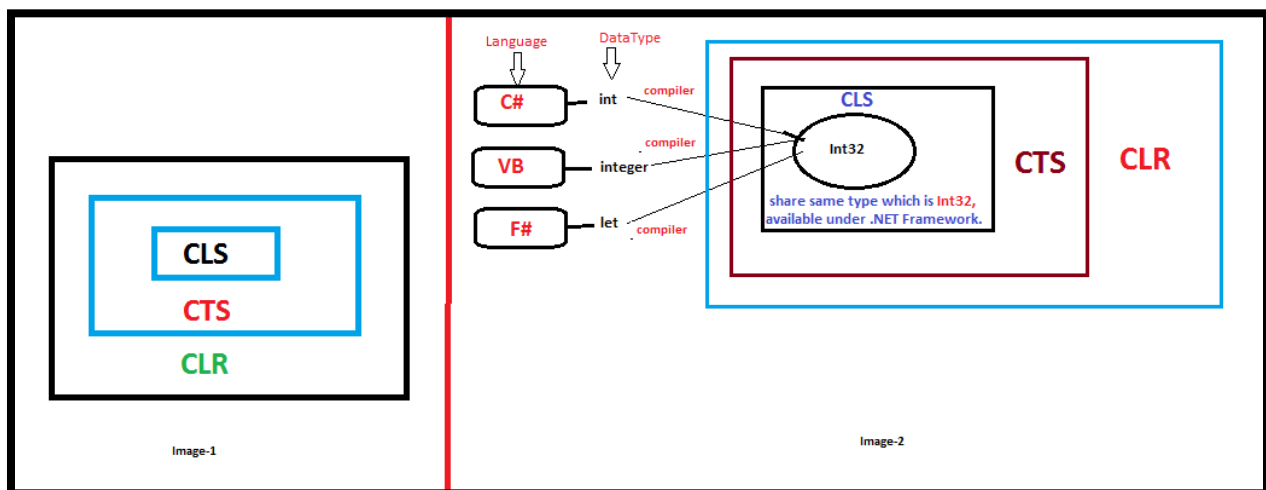 CLS
CTS
CLR
Image-1
Language DataType
C# int compiler
VB integer compiler
F# let compiler
CLS
Int32
share same type which is Int32,
available under .NET Framework.
CTS
CLR
Image-2